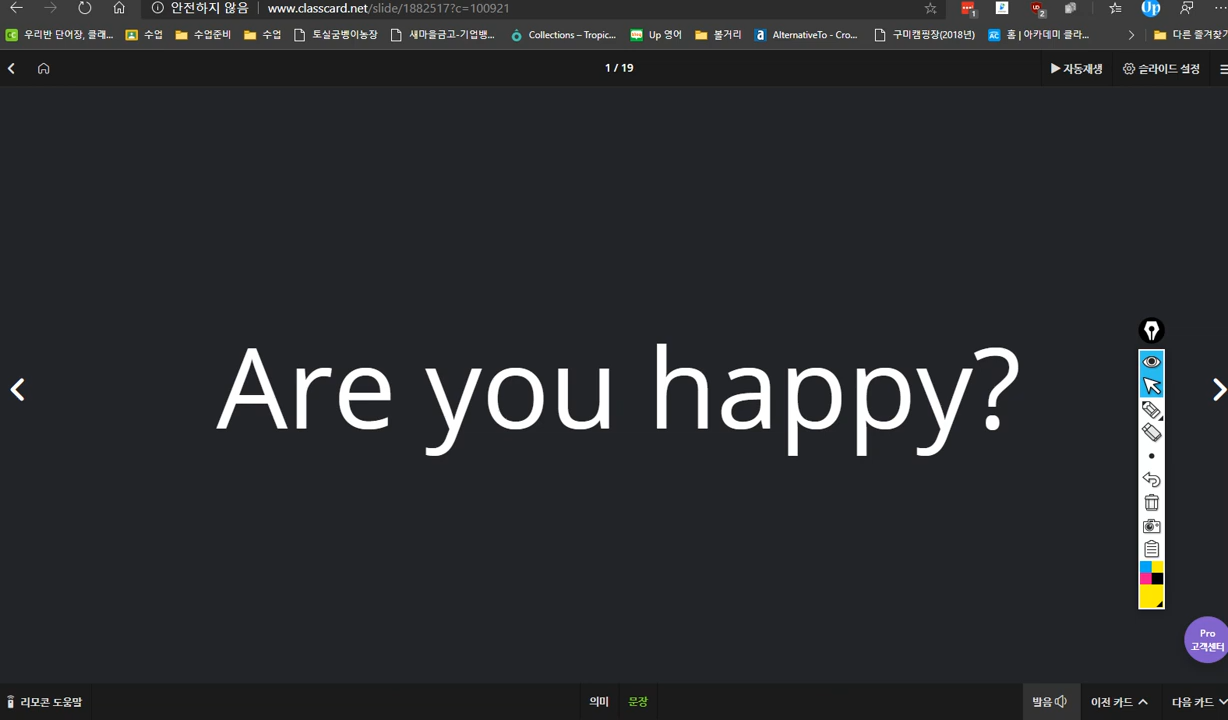 안전하지 않음 www.classcard.net/slide/1882517?c=100921
1
2
Up
우리반 단어장, 클래... 수업 수업준비 수업 토실굼벵이농장 새마을금고-기업뱅... Collections – Tropic... Up 영어 볼거리 a AlternativeTo - Cro... 구미캠핑장(2018년) AC 홈 | 아카데미 클라... 다른 즐겨찾기
1 / 19
자동재생 슬라이드 설정
Are you happy?
Pro
고객센터
리모콘 도움말 의미 문장 발음 이전 카드 다음 카드